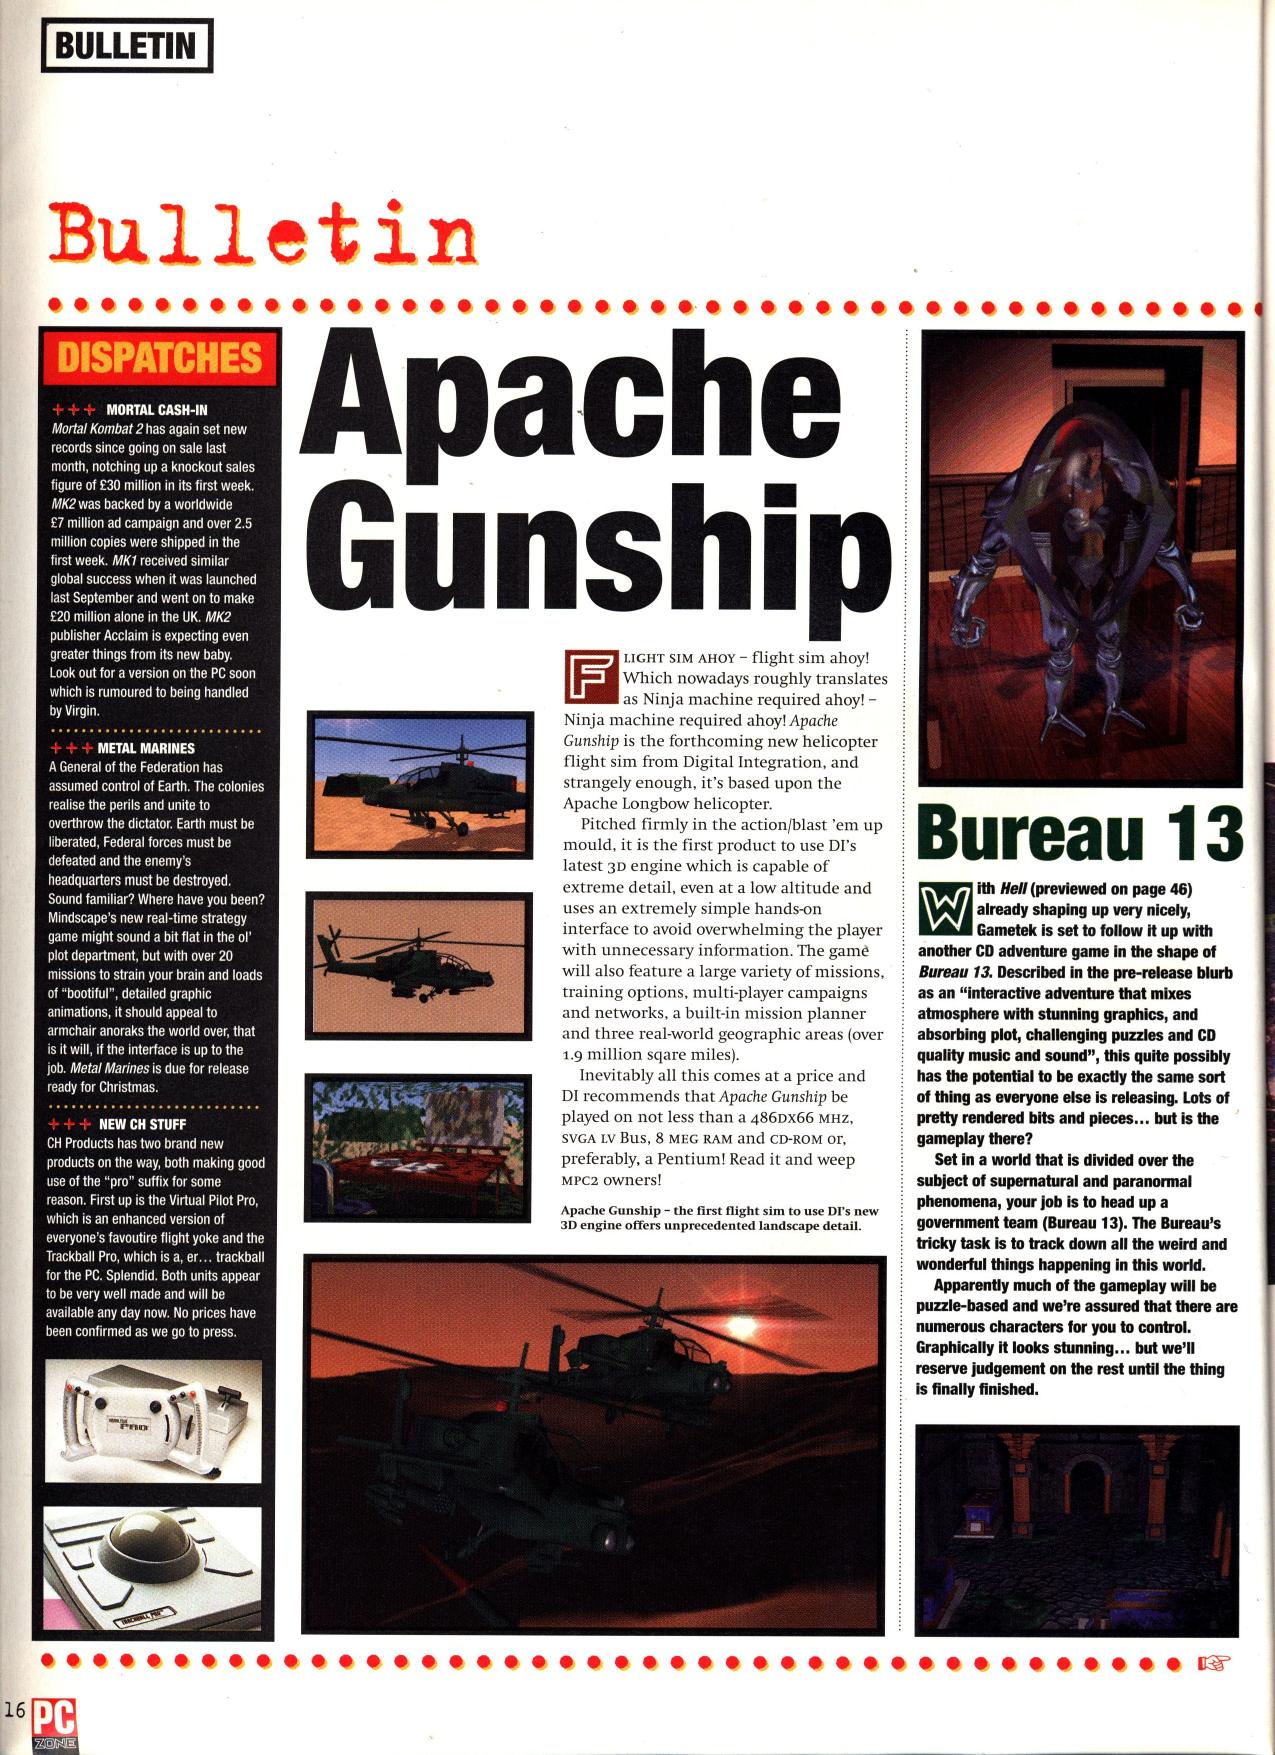 BULLETIN
Bulletin
DISPATCHES
+++ MORTAL CASH-IN
Mortal Kombat 2 has again set new
records since going on sale last
month, notching up a knockout sales
figure of £30 million in its first week.
MK2 was backed by a worldwide
£7 million ad campaign and over 2.5
million copies were shipped in the
first week. MK1 received similar
global success when it was launched
last September and went on to make
£20 million alone in the UK. MK2
publisher Acclaim is expecting even
greater things from its new baby.
Look out for a version on the PC soon
which is rumoured to being handled
by Virgin.
+++ METAL MARINES
A General of the Federation has
assumed control of Earth. The colonies
realise the perils and unite to
overthrow the dictator. Earth must be
liberated, Federal forces must be
defeated and the enemy's
headquarters must be destroyed.
Sound familiar? Where have you been?
Mindscape's new real-time strategy
game might sound a bit flat in the ol'
plot department, but with over 20
missions to strain your brain and loads
of “bootiful”, detailed graphic
animations, it should appeal to
armchair anoraks the world over, that
is it will, if the interface is up to the
job. Metal Marines is due for release
ready for Christmas.
+++ NEW CH STUFF
CH Products has two brand new
products on the way, both making good
use of the “pro” suffix for some
reason. First up is the Virtual Pilot Pro,
which is an enhanced version of
everyone's favoutire flight yoke and the
Trackball Pro, which is a, er... trackball
for the PC. Splendid. Both units appear
to be very well made and will be
available any day now. No prices have
been confirmed as we go to press.
PRO
TRACKBALL PRO
Apache
Gunship
FLIGHT SIM AHOY – flight sim ahoy!
Which nowadays roughly translates
as Ninja machine required ahoy! –
Ninja machine required ahoy! Apache
Gunship is the forthcoming new helicopter
flight sim from Digital Integration, and
strangely enough, it's based upon the
Apache Longbow helicopter.
Pitched firmly in the action/blast 'em up
mould, it is the first product to use DI's
latest 3D engine which is capable of
extreme detail, even at a low altitude and
uses an extremely simple hands-on
interface to avoid overwhelming the player
with unnecessary information. The game
will also feature a large variety of missions,
training options, multi-player campaigns
and networks, a built-in mission planner
and three real-world geographic areas (over
1.9 million sqare miles).
Inevitably all this comes at a price and
DI recommends that Apache Gunship be
played on not less than a 486DX66 MHZ,
SVGA LV Bus, 8 MEG RAM and CD-ROM or,
preferably, a Pentium! Read it and weep
MPC2 owners!
Apache Gunship – the first flight sim to use DI's new
3D engine offers unprecedented landscape detail.
Bureau 13
With Hell (previewed on page 46)
already shaping up very nicely,
Gametek is set to follow it up with
another CD adventure game in the shape of
Bureau 13. Described in the pre-release blurb
as an “interactive adventure that mixes
atmosphere with stunning graphics, and
absorbing plot, challenging puzzles and CD
quality music and sound”, this quite possibly
has the potential to be exactly the same sort
of thing as everyone else is releasing. Lots of
pretty rendered bits and pieces... but is the
gameplay there?
Set in a world that is divided over the
subject of supernatural and paranormal
phenomena, your job is to head up a
government team (Bureau 13). The Bureau's
tricky task is to track down all the weird and
wonderful things happening in this world.
Apparently much of the gameplay will be
puzzle-based and we're assured that there are
numerous characters for you to control.
Graphically it looks stunning... but we'll
reserve judgement on the rest until the thing
is finally finished.
16
PC
ZONE